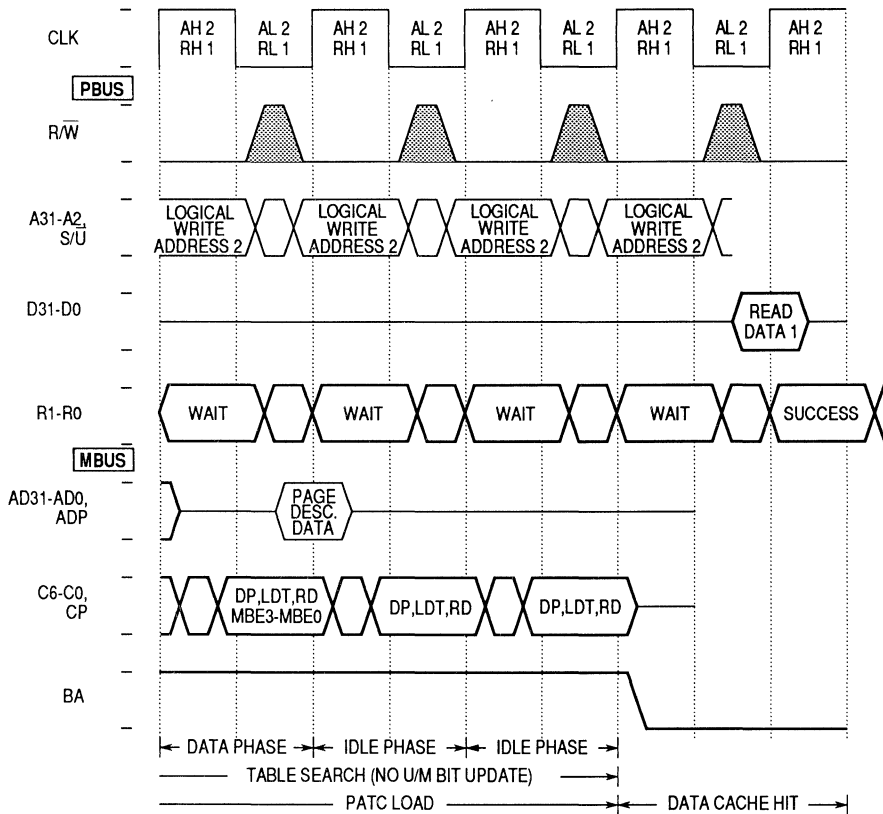 CLK
AH 2 AL 2 AH 2 AL 2 AH 2 AL 2 AH 2 AL 2 AH 2
RH 1 RL 1 RH 1 RL 1 RH 1 RL 1 RH 1 RL 1 RH 1
PBUS
R/W̅
A31-A2,
S/U̅
LOGICAL LOGICAL LOGICAL LOGICAL
WRITE WRITE WRITE WRITE
ADDRESS 2 ADDRESS 2 ADDRESS 2 ADDRESS 2
D31-D0
READ
DATA 1
R1-R0
WAIT WAIT WAIT WAIT SUCCESS
MBUS
AD31-AD0,
ADP
PAGE
DESC.
DATA
C6-C0,
CP
DP,LDT,RD
MBE3-MBE0
DP,LDT,RD DP,LDT,RD
BA
DATA PHASE IDLE PHASE IDLE PHASE
TABLE SEARCH (NO U/M BIT UPDATE)
PATC LOAD DATA CACHE HIT